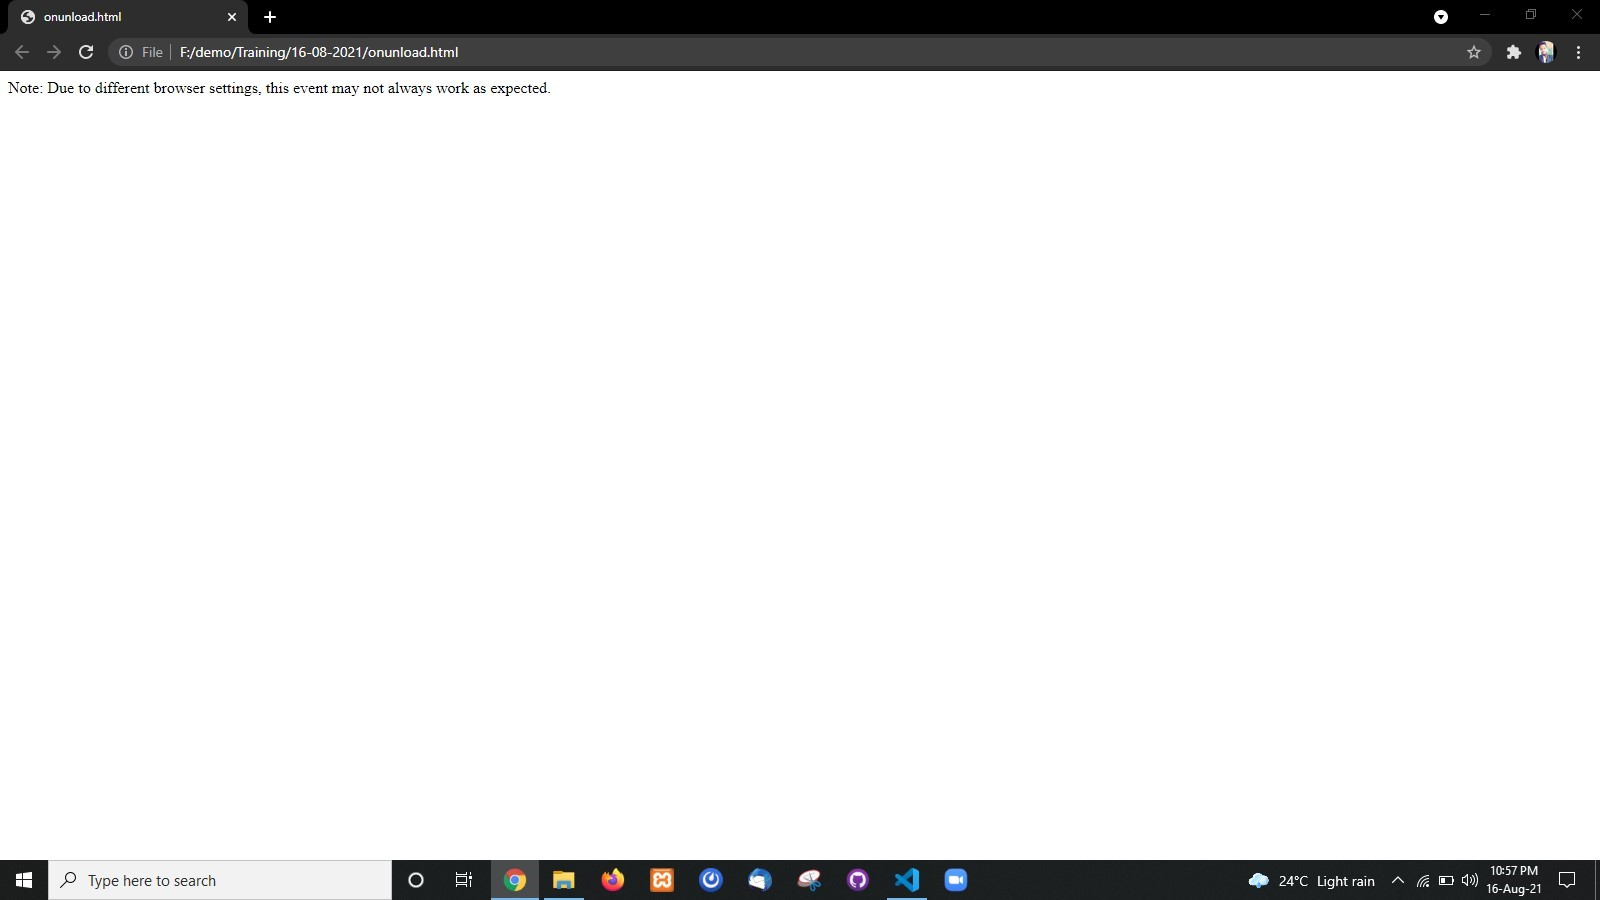 onunload.html
File F:/demo/Training/16-08-2021/onunload.html
Note: Due to different browser settings, this event may not always work as expected.
Type here to search
24°C Light rain
10:57 PM
16-Aug-21